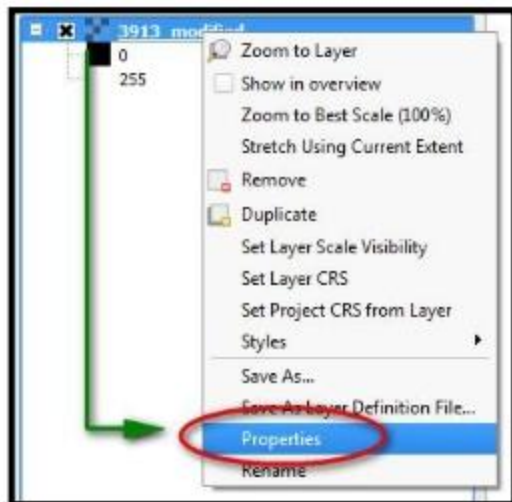 3913_modified
0
255
Zoom to Layer
Show in overview
Zoom to Best Scale (100%)
Stretch Using Current Extent
Remove
Duplicate
Set Layer Scale Visibility
Set Layer CRS
Set Project CRS from Layer
Styles
Save As...
Save As Layer Definition File...
Properties
Rename